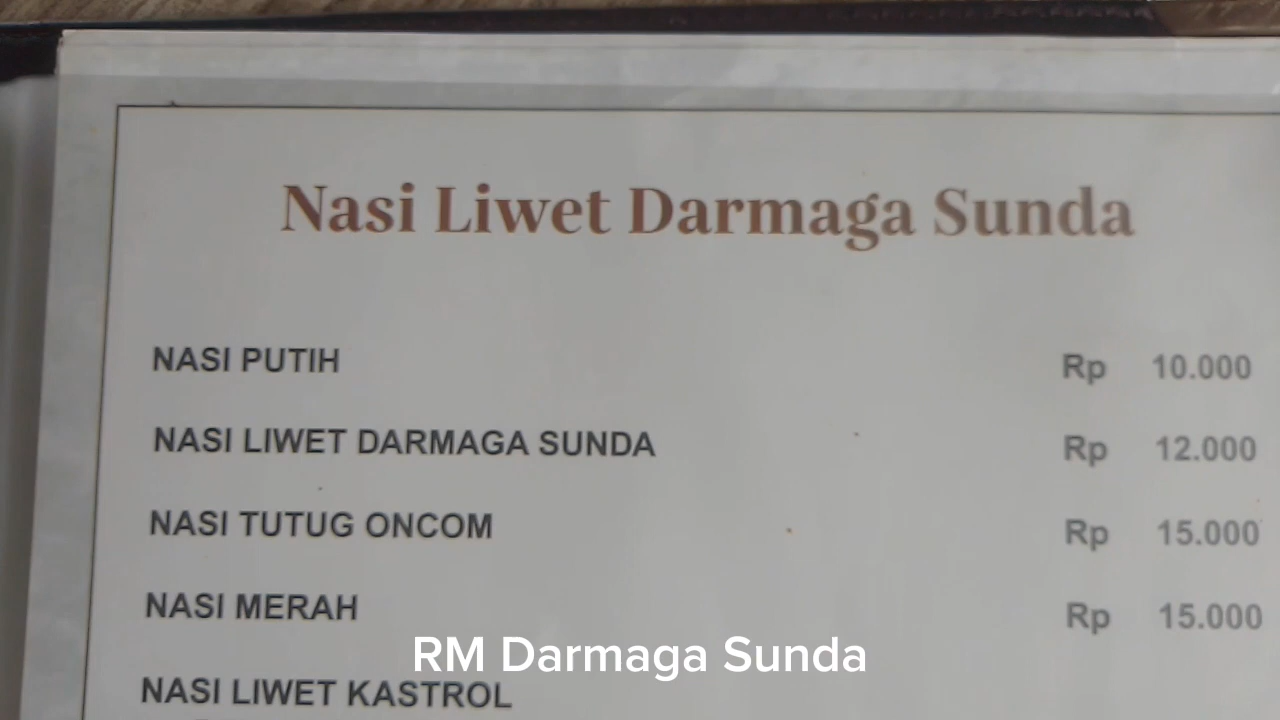 Nasi Liwet Darmaga Sunda
NASI PUTIH Rp 10.000
NASI LIWET DARMAGA SUNDA Rp 12.000
NASI TUTUG ONCOM Rp 15.000
NASI MERAH Rp 15.000
RM Darmaga Sunda
NASI LIWET KASTROL